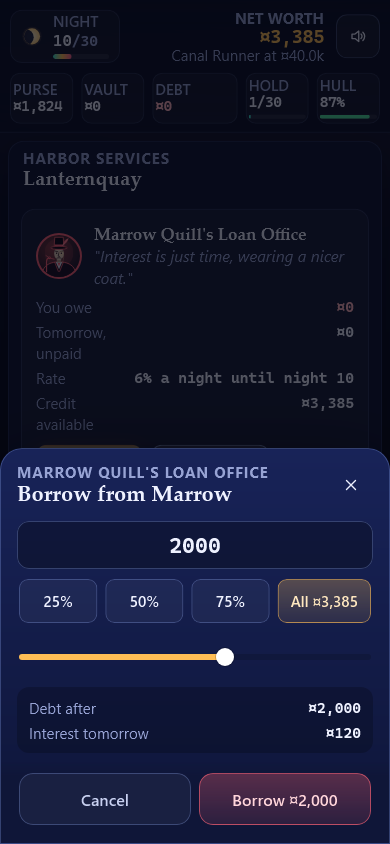 NIGHT
10/30
NET WORTH
¤3,385
Canal Runner at ¤40.0k
PURSE
¤1,824
VAULT
¤0
DEBT
¤0
HOLD
1/30
HULL
87%
HARBOR SERVICES
Lanternquay
Marrow Quill's Loan Office
"Interest is just time, wearing a nicer
coat."
You owe ¤0
Tomorrow, ¤0
unpaid
Rate 6% a night until night 10
Credit ¤3,385
available
MARROW QUILL'S LOAN OFFICE
Borrow from Marrow
×
2000
25% 50% 75% All ¤3,385
Debt after ¤2,000
Interest tomorrow ¤120
Cancel Borrow ¤2,000